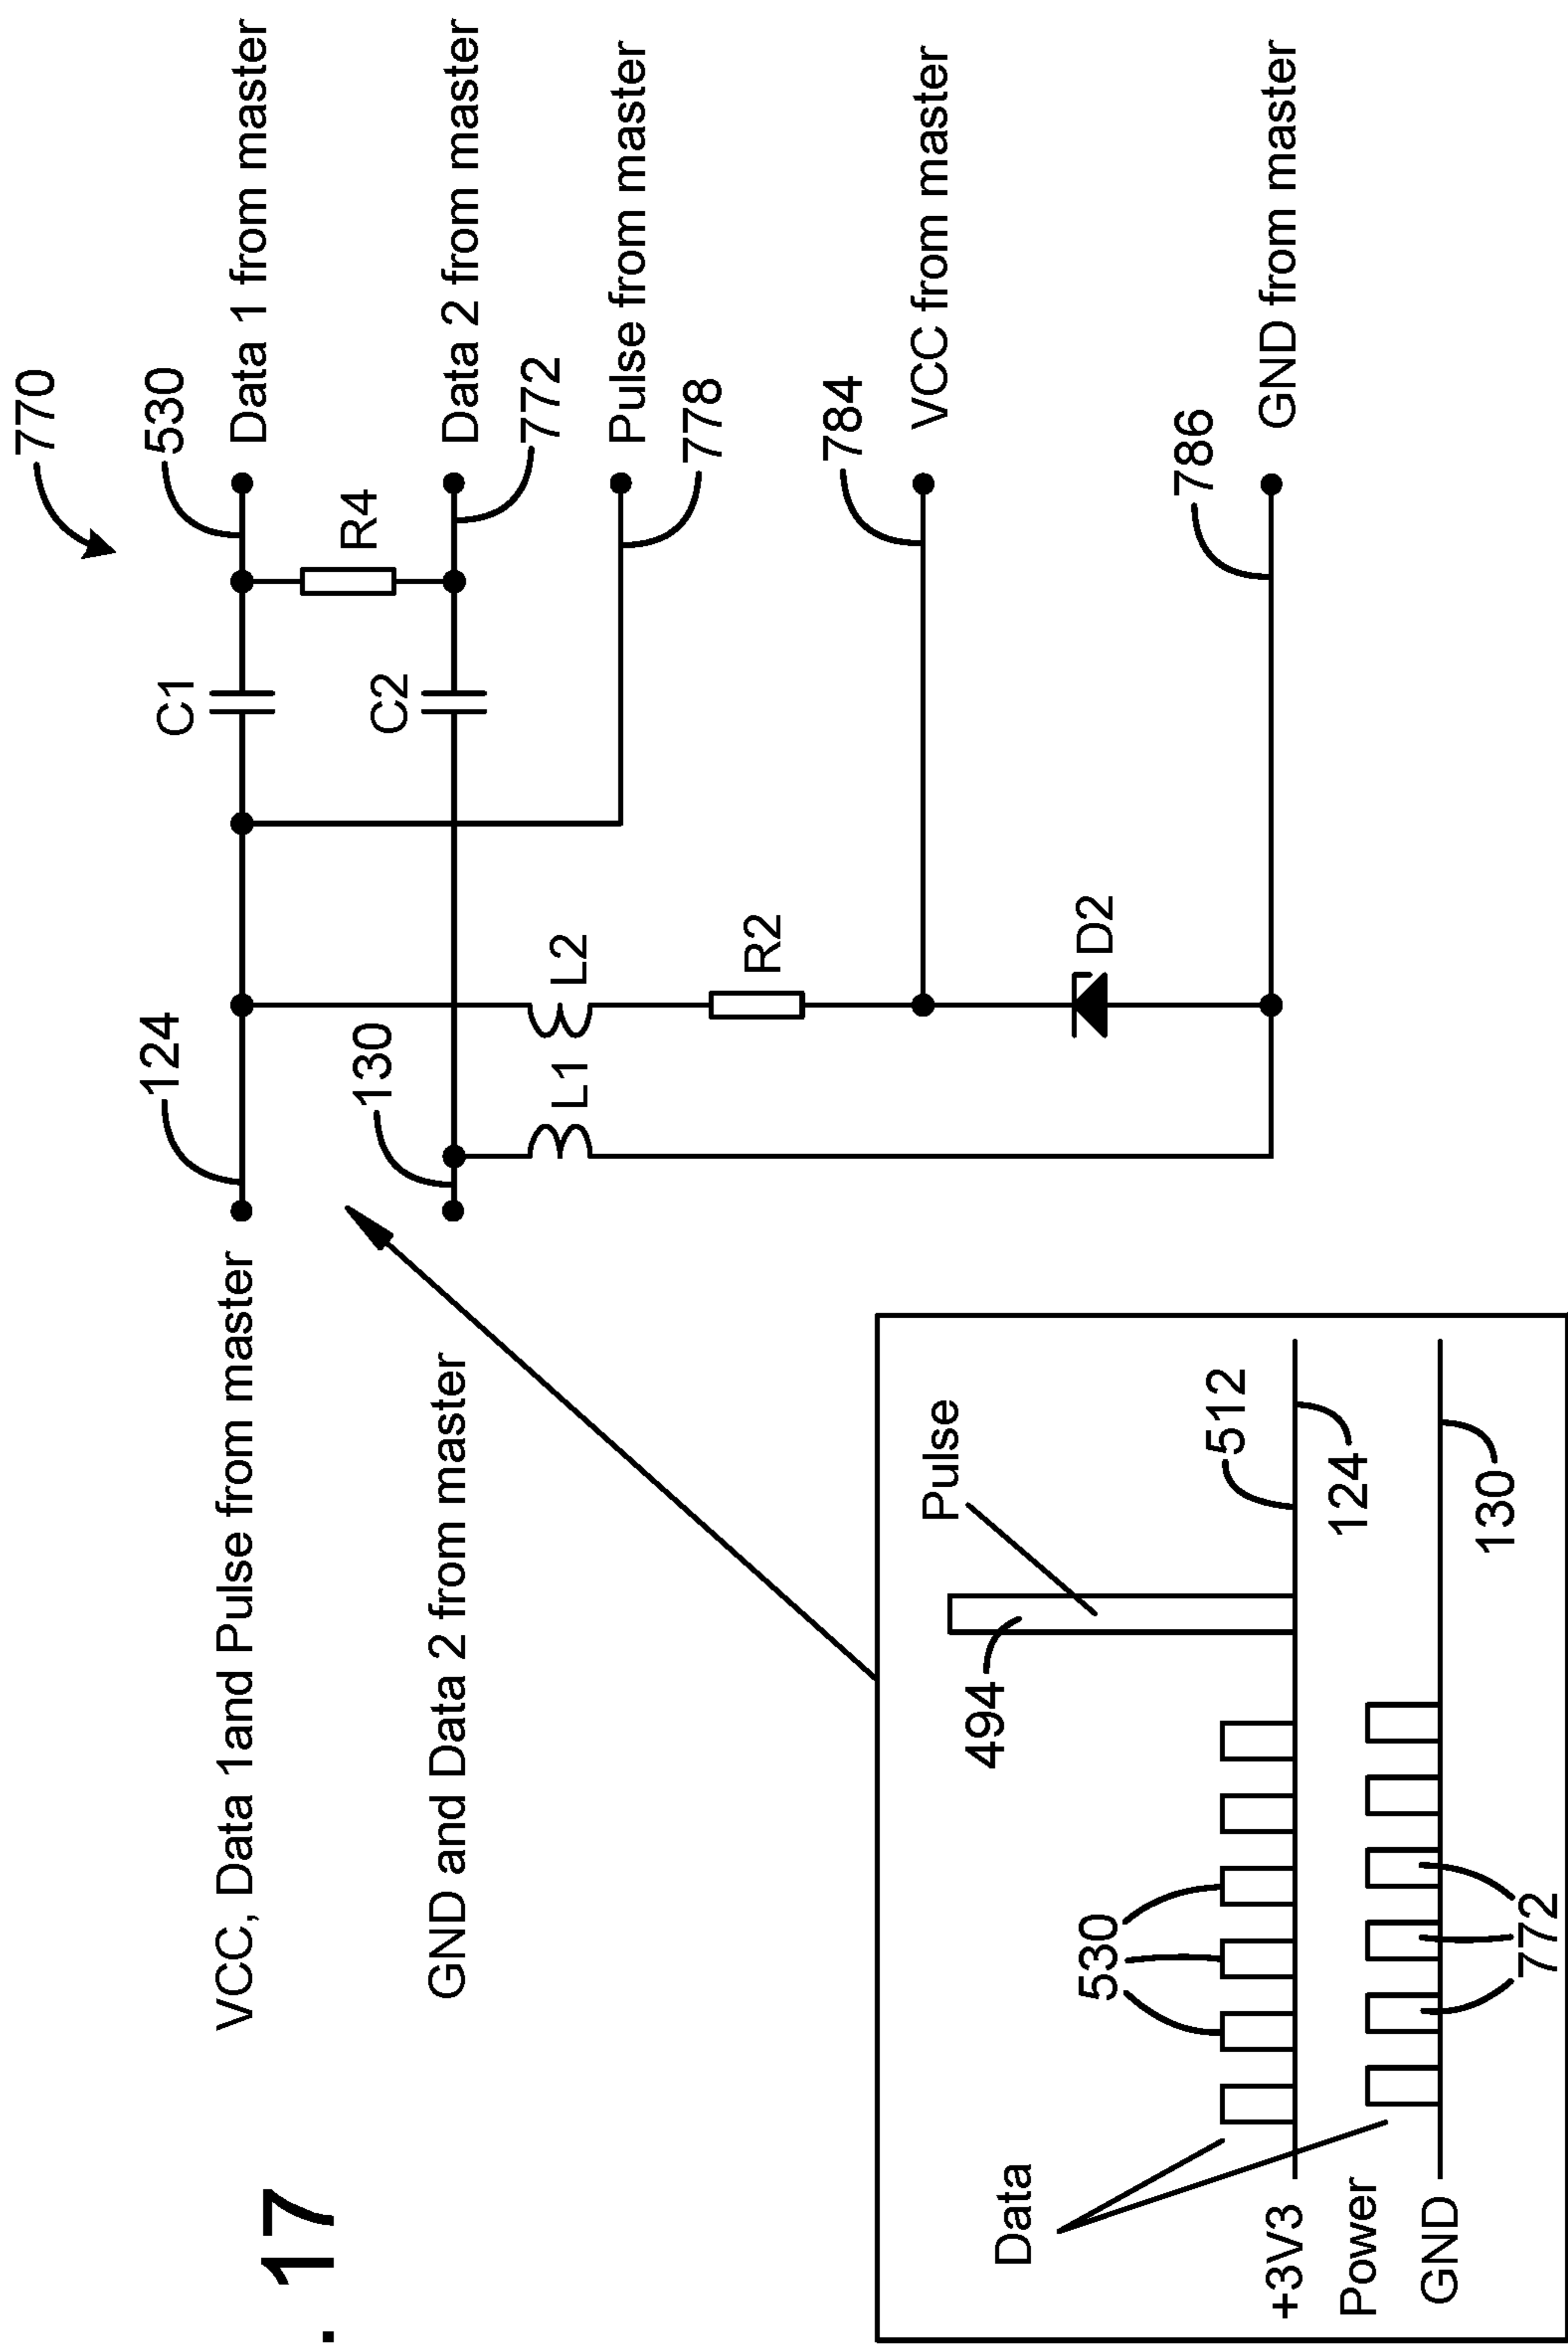 . 17
770
VCC, Data 1and Pulse from master
124
C1
530
Data 1 from master
R4
GND and Data 2 from master
130
C2
772
Data 2 from master
L1
L2
Pulse from master
778
R2
784
VCC from master
D2
786
GND from master
Data
530
494
Pulse
+3V3
512
124
Power
GND
772
130